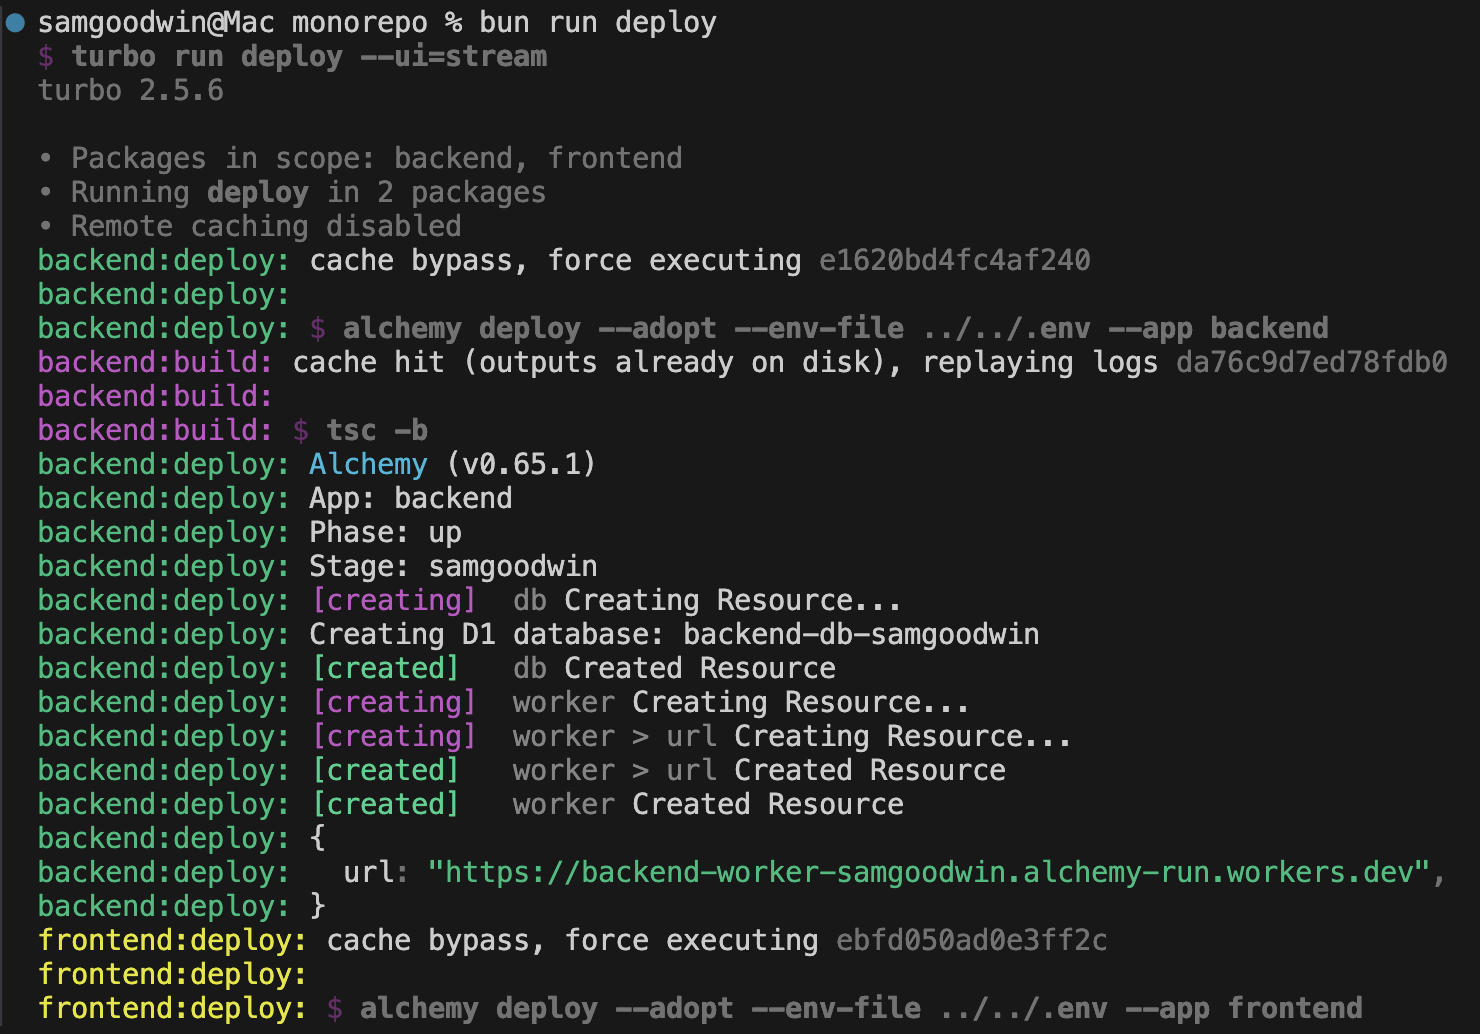 samgoodwin@Mac monorepo % bun run deploy
$ turbo run deploy --ui=stream
turbo 2.5.6
• Packages in scope: backend, frontend
• Running deploy in 2 packages
• Remote caching disabled
backend:deploy: cache bypass, force executing e1620bd4fc4af240
backend:deploy:
backend:deploy: $ alchemy deploy --adopt --env-file ../../.env --app backend
backend:build: cache hit (outputs already on disk), replaying logs da76c9d7ed78fdb0
backend:build:
backend:build: $ tsc -b
backend:deploy: Alchemy (v0.65.1)
backend:deploy: App: backend
backend:deploy: Phase: up
backend:deploy: Stage: samgoodwin
backend:deploy: [creating]  db Creating Resource...
backend:deploy: Creating D1 database: backend-db-samgoodwin
backend:deploy: [created]   db Created Resource
backend:deploy: [creating]  worker Creating Resource...
backend:deploy: [creating]  worker > url Creating Resource...
backend:deploy: [created]   worker > url Created Resource
backend:deploy: [created]   worker Created Resource
backend:deploy: {
backend:deploy:   url: "https://backend-worker-samgoodwin.alchemy-run.workers.dev",
backend:deploy: }
frontend:deploy: cache bypass, force executing ebfd050ad0e3ff2c
frontend:deploy:
frontend:deploy: $ alchemy deploy --adopt --env-file ../../.env --app frontend